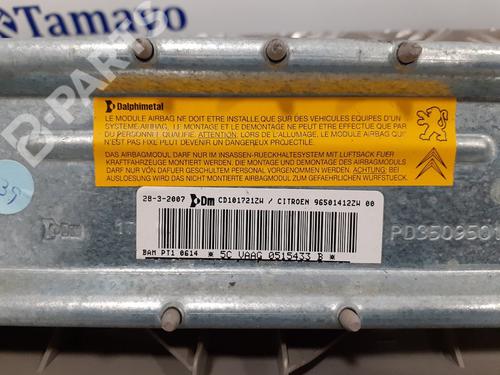 Tamayo
Dalphimetal
LE MODULE AIRBAG NE DOIT ETRE INSTALLE QUE SUR DES VEHICULES EQUIPES D'UN
SYSTEME AIRBAG, LE MONTAGE ET LE DEMONTAGE NE PEUT ETRE EFFECTUE QUE PAR
DU PERSONNEL QUALIFIE. ATTENTION: LORS DE L'ALLUMAGE. LE MODULE AIRBAG QUI
N'EST PAS FIXE PEUT DEVENIR UN DANGEREUX PROJECTILE.
DAS AIRBAGMODUL DARF NUR IM INSASSEN-RUECKHALTESYSTEM MIT LUFTSACK FUER
KRAFTFAHRZEUGE MONTIERT WERDEN. DIE MONTAGE UND DEMONTAGE DES AIRBAGMODULS
DARF NUR VON ENTSPRECHENDEM PERSONAL VORGENOMMEN WERDEN. ACHTUNG: BEI
AUSLOESUNG WIRD DAS NICHT MONTIERTE AIRBAGMODUL ZUM GEFAEHRLICHEN GESCHOSS.
28-3-2007 Dm CD101721ZW / CITROEN 96501412ZW 00
Dm
PD3509501
BAM PT1 0614 * 5C VAAG 0515433 B *